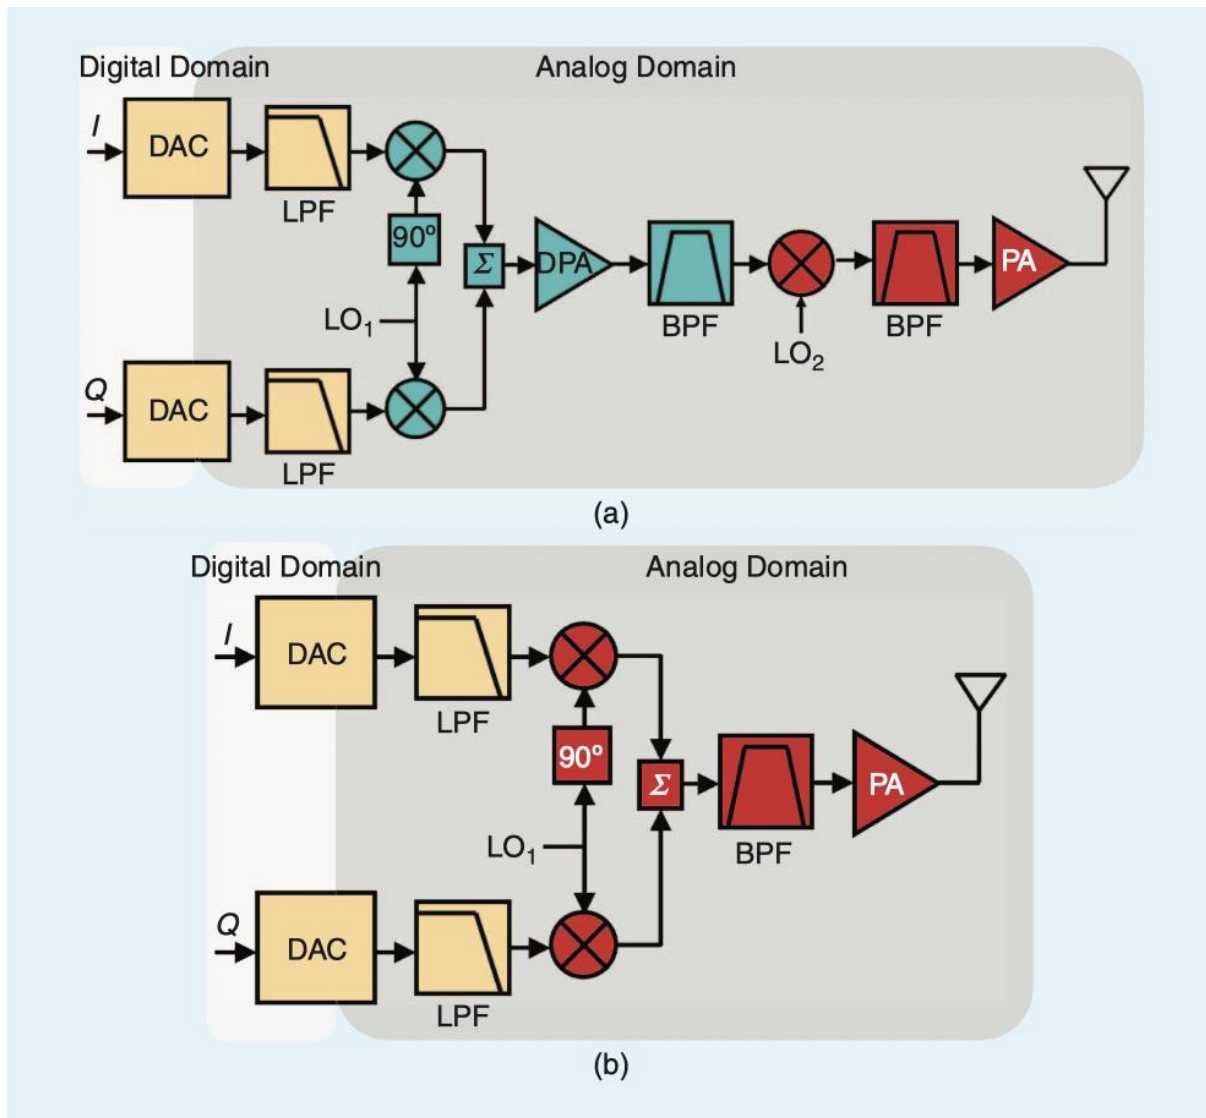 Digital Domain
Analog Domain
I
DAC
LPF
90º
Σ
DPA
BPF
BPF
PA
LO1
LO2
Q
DAC
LPF
(a)
Digital Domain
Analog Domain
I
DAC
LPF
90º
Σ
BPF
PA
LO1
Q
DAC
LPF
(b)